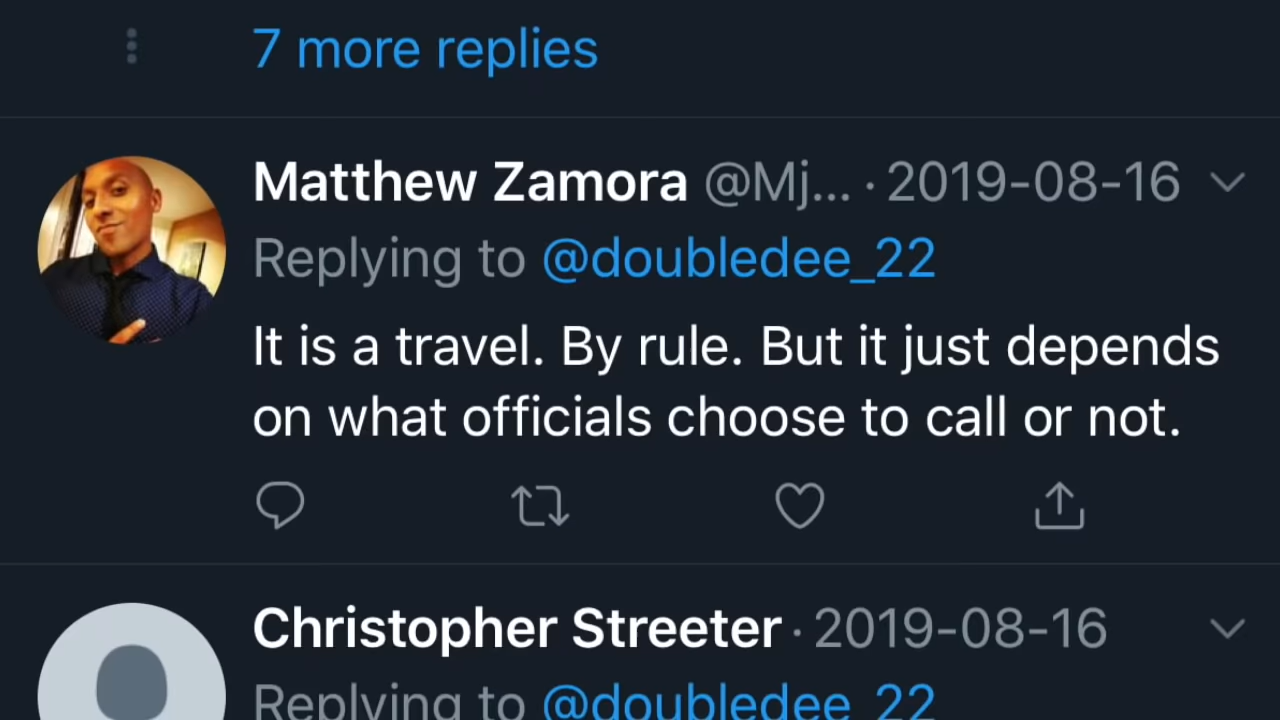 7 more replies
Matthew Zamora @Mj... · 2019-08-16
Replying to @doubledee_22
It is a travel. By rule. But it just depends
on what officials choose to call or not.
Christopher Streeter · 2019-08-16
Replying to @doubledee_22